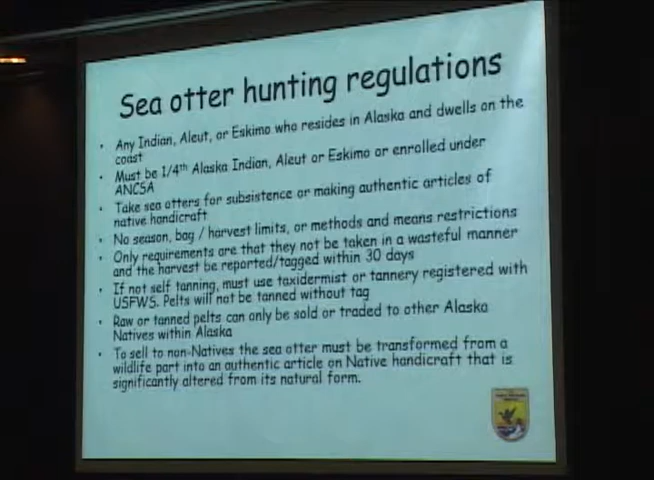 Sea otter hunting regulations
• Any Indian, Aleut, or Eskimo who resides in Alaska and dwells on the
coast
• Must be 1/4th Alaska Indian, Aleut or Eskimo or enrolled under
ANCSA
• Take sea otters for subsistence or making authentic articles of
native handicraft
• No season, bag / harvest limits, or methods and means restrictions
• Only requirements are that they not be taken in a wasteful manner
and the harvest be reported/tagged within 30 days
• If not self tanning, must use taxidermist or tannery registered with
USFWS. Pelts will not be tanned without tag
• Raw or tanned pelts can only be sold or traded to other Alaska
Natives within Alaska
• To sell to non-Natives the sea otter must be transformed from a
wildlife part into an authentic article on Native handicraft that is
significantly altered from its natural form.